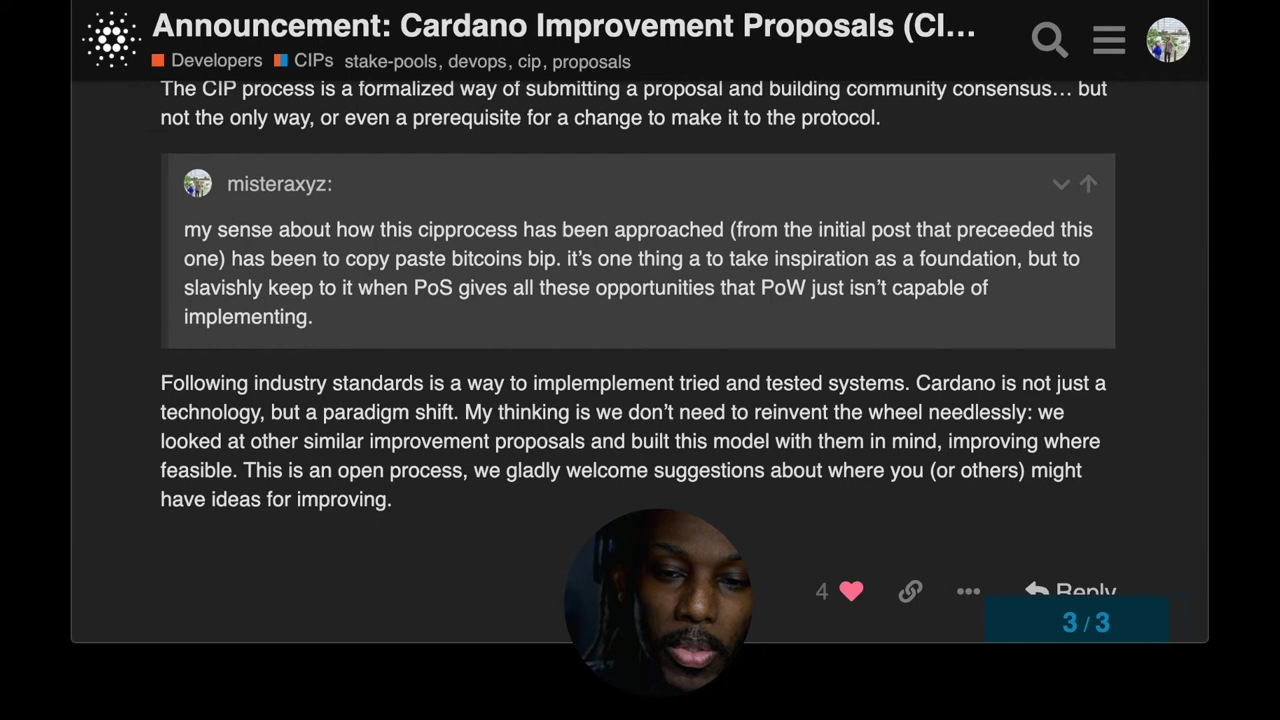 Announcement: Cardano Improvement Proposals (CI...
Developers CIPs stake-pools, devops, cip, proposals
The CIP process is a formalized way of submitting a proposal and building community consensus… but
not the only way, or even a prerequisite for a change to make it to the protocol.
misteraxyz:
my sense about how this cipprocess has been approached (from the initial post that preceeded this
one) has been to copy paste bitcoins bip. it’s one thing a to take inspiration as a foundation, but to
slavishly keep to it when PoS gives all these opportunities that PoW just isn’t capable of
implementing.
Following industry standards is a way to implemplement tried and tested systems. Cardano is not just a
technology, but a paradigm shift. My thinking is we don’t need to reinvent the wheel needlessly: we
looked at other similar improvement proposals and built this model with them in mind, improving where
feasible. This is an open process, we gladly welcome suggestions about where you (or others) might
have ideas for improving.
4 Reply
3 / 3